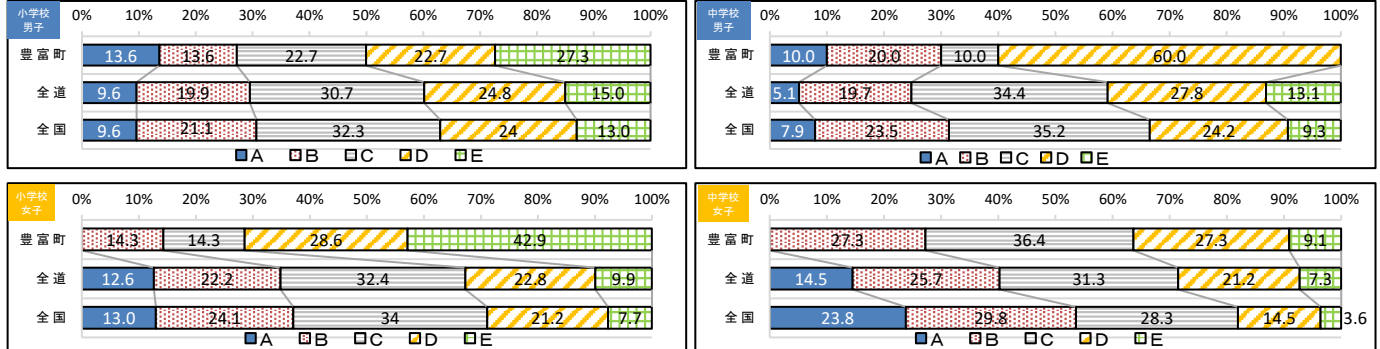 小学校
男子
0% 10% 20% 30% 40% 50% 60% 70% 80% 90% 100%
豊富町 13.6 13.6 22.7 22.7 27.3
全道 9.6 19.9 30.7 24.8 15.0
全国 9.6 21.1 32.3 24 13.0
A B C D E
中学校
男子
0% 10% 20% 30% 40% 50% 60% 70% 80% 90% 100%
豊富町 10.0 20.0 10.0 60.0
全道 5.1 19.7 34.4 27.8 13.1
全国 7.9 23.5 35.2 24.2 9.3
A B C D E
小学校
女子
0% 10% 20% 30% 40% 50% 60% 70% 80% 90% 100%
豊富町 14.3 14.3 28.6 42.9
全道 12.6 22.2 32.4 22.8 9.9
全国 13.0 24.1 34 21.2 7.7
A B C D E
中学校
女子
0% 10% 20% 30% 40% 50% 60% 70% 80% 90% 100%
豊富町 27.3 36.4 27.3 9.1
全道 14.5 25.7 31.3 21.2 7.3
全国 23.8 29.8 28.3 14.5 3.6
A B C D E